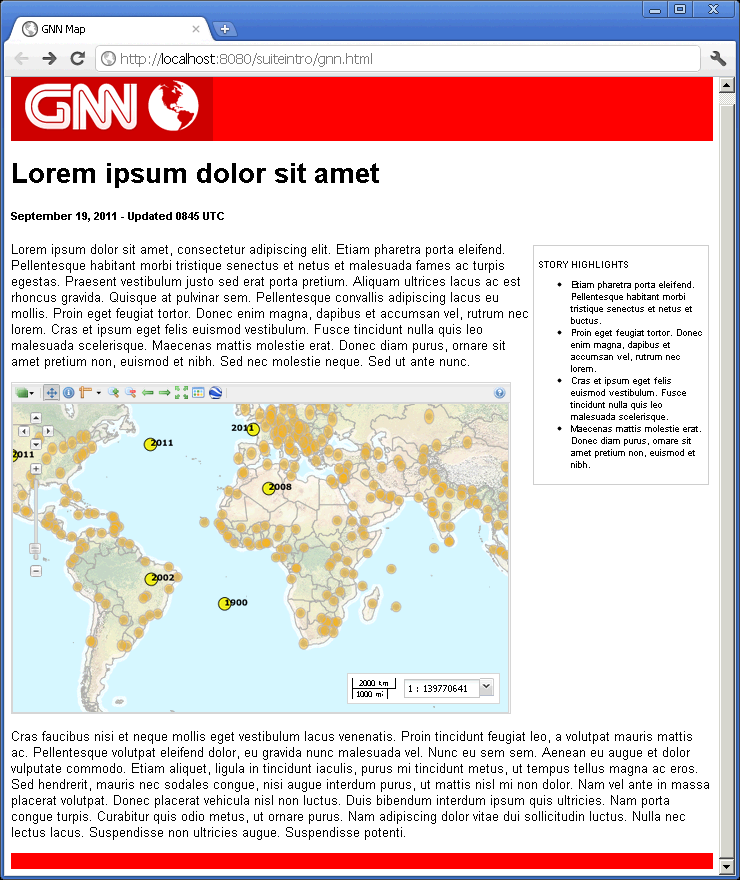 GNN Map
http://localhost:8080/suiteintro/gnn.html
GNN
Lorem ipsum dolor sit amet
September 19, 2011 - Updated 0845 UTC
Lorem ipsum dolor sit amet, consectetur adipiscing elit. Etiam pharetra porta eleifend.
Pellentesque habitant morbi tristique senectus et netus et malesuada fames ac turpis
egestas. Praesent vestibulum justo sed erat porta pretium. Aliquam ultrices lacus ac est
rhoncus gravida. Quisque at pulvinar sem. Pellentesque convallis adipiscing lacus eu
mollis. Proin eget feugiat tortor. Donec enim magna, dapibus et accumsan vel, rutrum nec
lorem. Cras et ipsum eget felis euismod vestibulum. Fusce tincidunt nulla quis leo
malesuada scelerisque. Maecenas mattis molestie erat. Donec diam purus, ornare sit
amet pretium non, euismod et nibh. Sed nec molestie neque. Sed ut ante nunc.
STORY HIGHLIGHTS
Etiam pharetra porta eleifend.
Pellentesque habitant morbi
tristique senectus et netus et
buctus.
Proin eget feugiat tortor. Donec
enim magna, dapibus et
accumsan vel, rutrum nec
lorem.
Cras et ipsum eget felis
euismod vestibulum. Fusce
tincidunt nulla quis leo
malesuada scelerisque.
Maecenas mattis molestie erat.
Donec diam purus, ornare sit
amet pretium non, euismod et
nibh.
2011
2011
2011
2008
2002
1900
2000 km
1000 mi
1 : 139770641
Cras faucibus nisi et neque mollis eget vestibulum lacus venenatis. Proin tincidunt feugiat leo, a volutpat mauris mattis
ac. Pellentesque volutpat eleifend dolor, eu gravida nunc malesuada vel. Nunc eu sem sem. Aenean eu augue et dolor
vulputate commodo. Etiam aliquet, ligula in tincidunt iaculis, purus mi tincidunt metus, ut tempus tellus magna ac eros.
Sed hendrerit, mauris nec sodales congue, nisi augue interdum purus, ut mattis nisl mi non dolor. Nam vel ante in massa
placerat volutpat. Donec placerat vehicula nisl non luctus. Duis bibendum interdum ipsum quis ultricies. Nam porta
congue turpis. Curabitur quis odio metus, ut ornare purus. Nam adipiscing dolor vitae dui sollicitudin luctus. Nulla nec
lectus lacus. Suspendisse non ultricies augue. Suspendisse potenti.